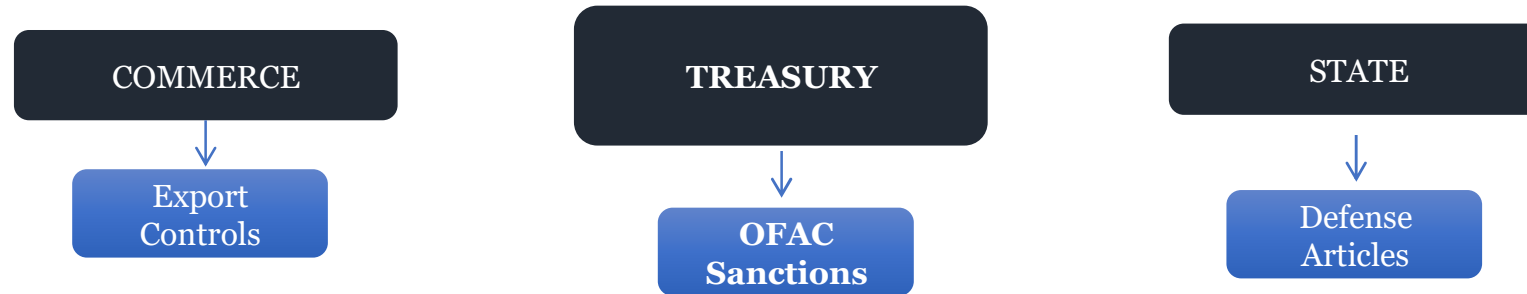 COMMERCE
TREASURY
STATE
Export
Controls
OFAC
Sanctions
Defense
Articles